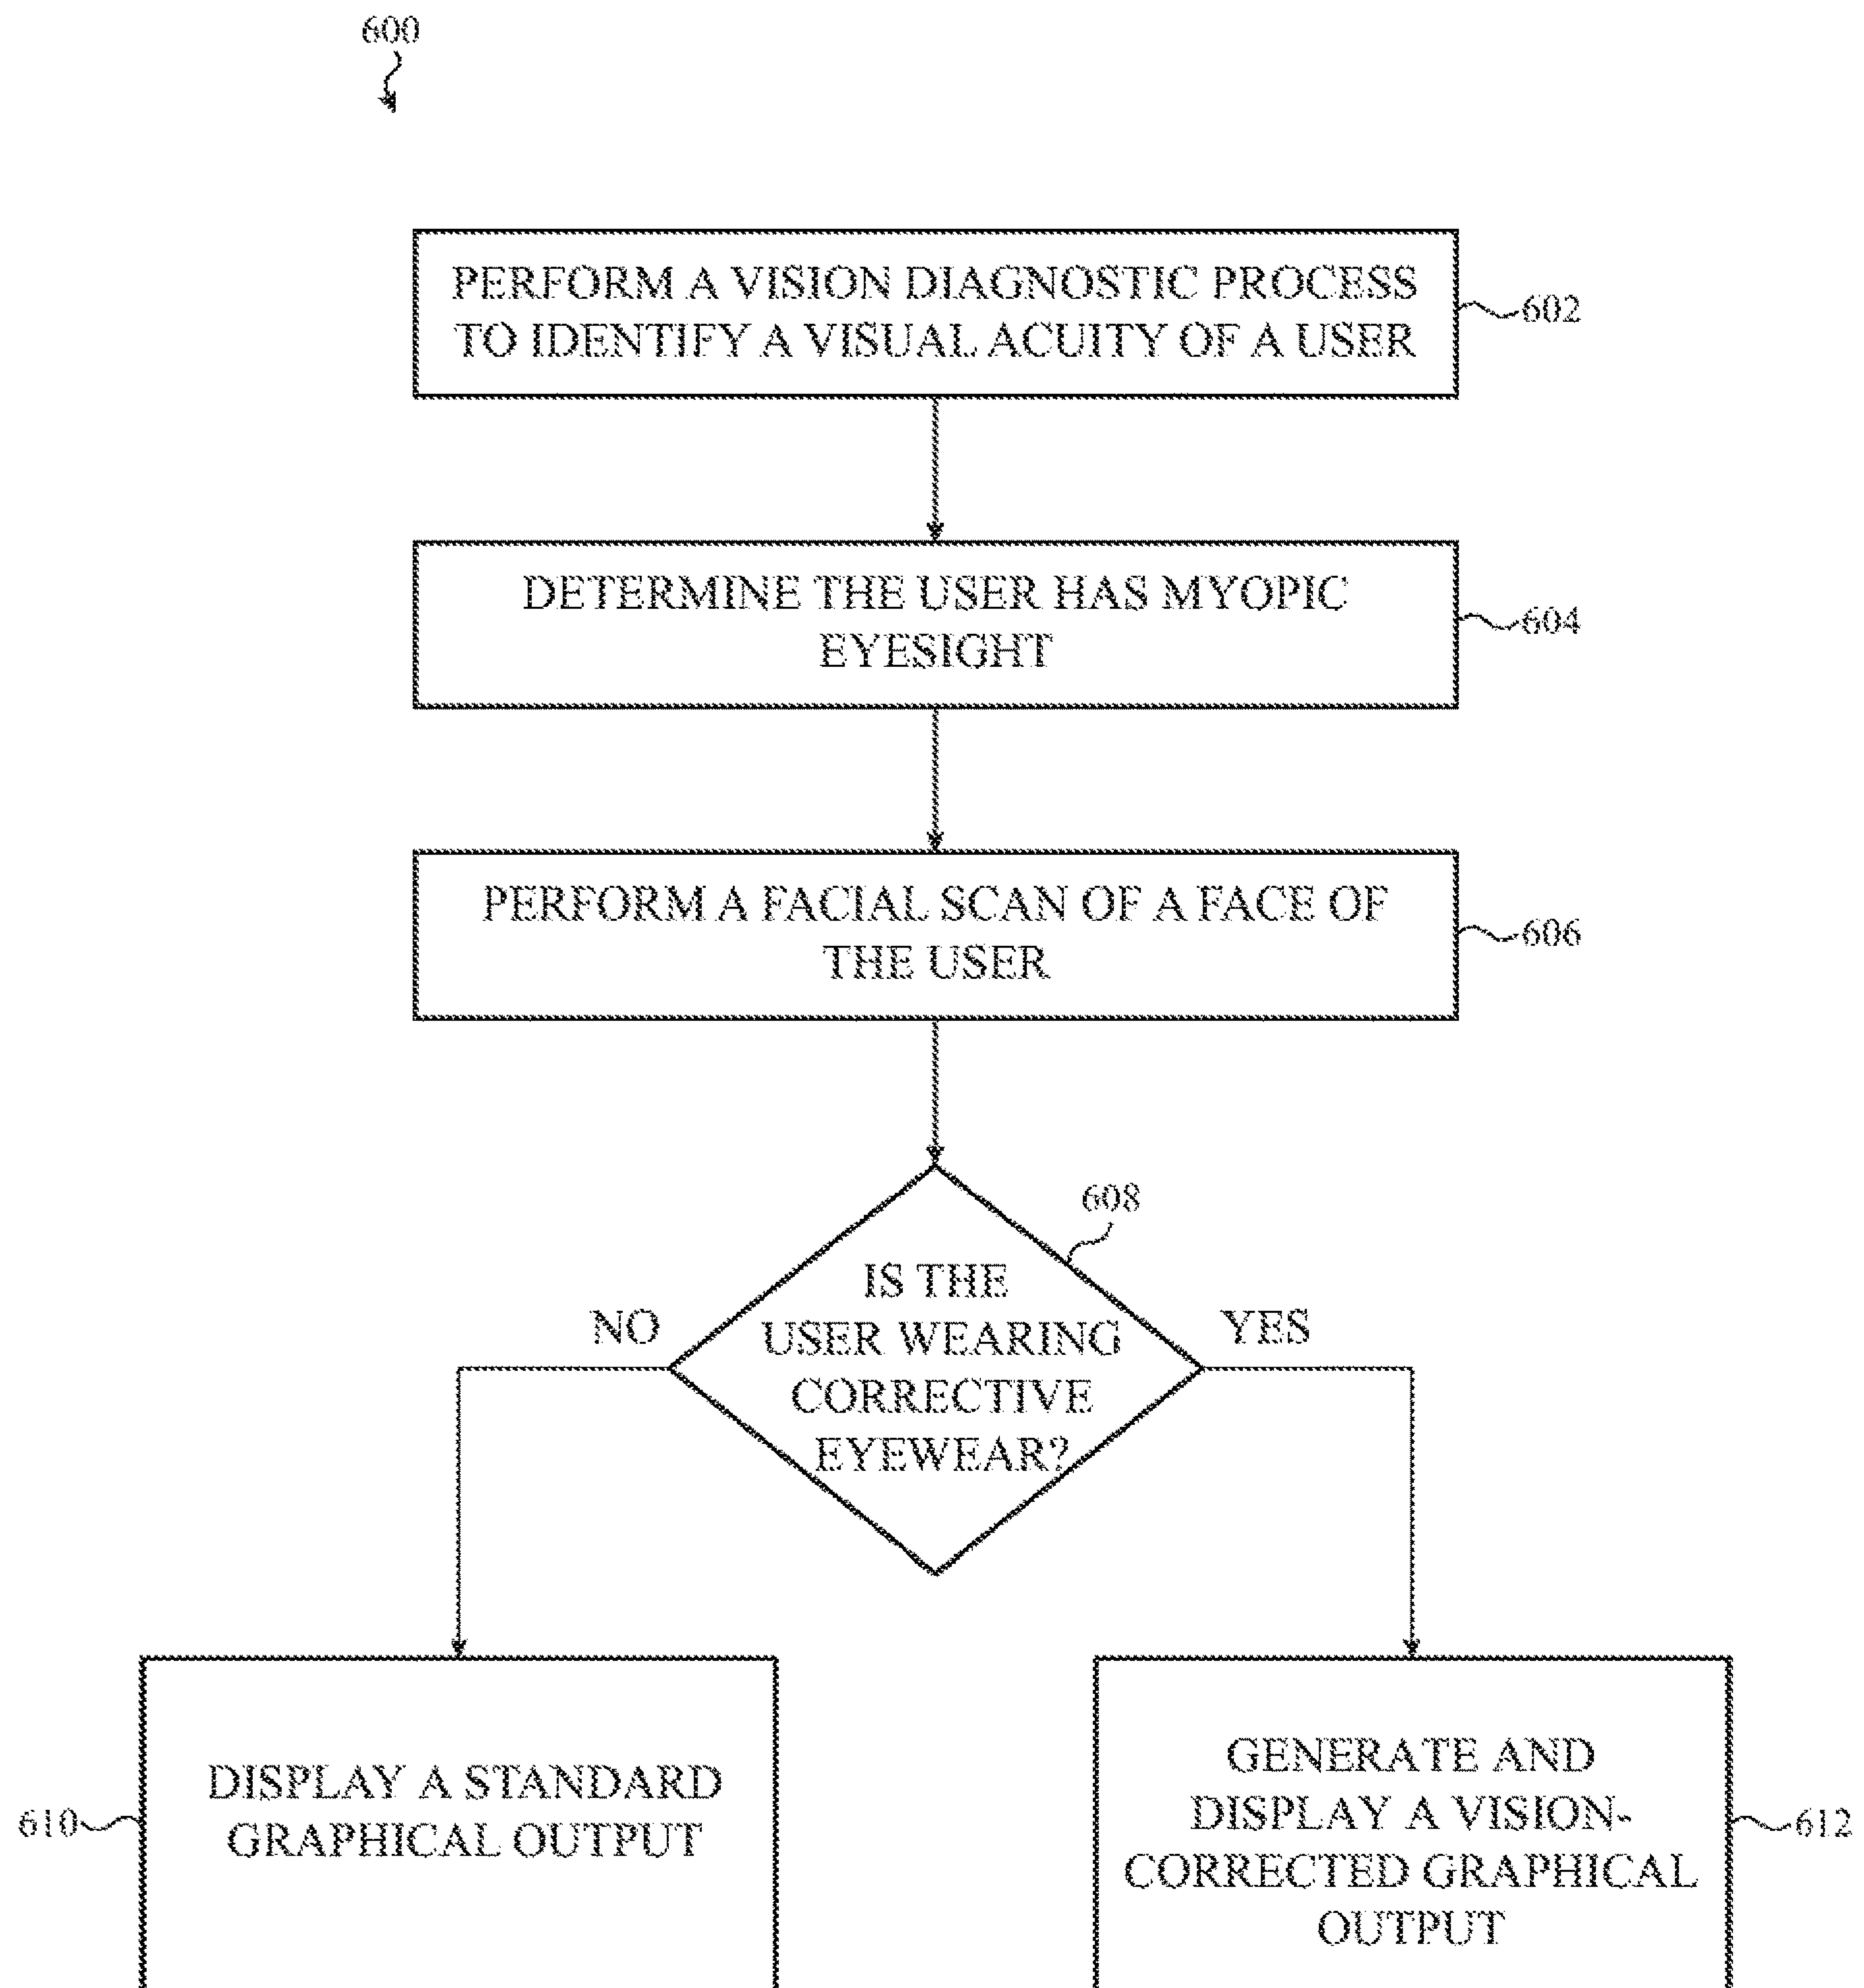 600
PERFORM A VISION DIAGNOSTIC PROCESS
TO IDENTIFY A VISUAL ACUITY OF A USER
602
DETERMINE THE USER HAS MYOPIC
EYESIGHT
604
PERFORM A FACIAL SCAN OF A FACE OF
THE USER
606
608
IS THE
USER WEARING
CORRECTIVE
EYEWEAR?
NO
YES
DISPLAY A STANDARD
GRAPHICAL OUTPUT
610
GENERATE AND
DISPLAY A VISION-
CORRECTED GRAPHICAL
OUTPUT
612